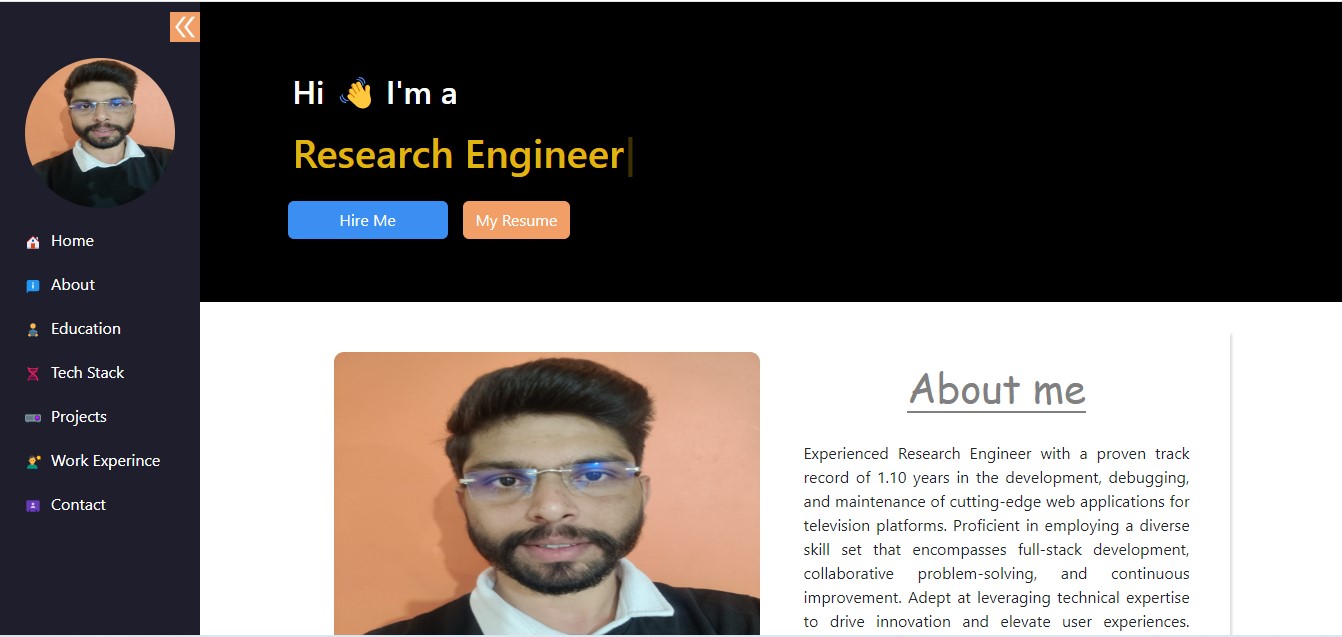 Hi 👋 I'm a
Research Engineer
Hire Me
My Resume
Home
About
Education
Tech Stack
Projects
Work Experince
Contact
About me
Experienced Research Engineer with a proven track
record of 1.10 years in the development, debugging,
and maintenance of cutting-edge web applications for
television platforms. Proficient in employing a diverse
skill set that encompasses full-stack development,
collaborative problem-solving, and continuous
improvement. Adept at leveraging technical expertise
to drive innovation and elevate user experiences.